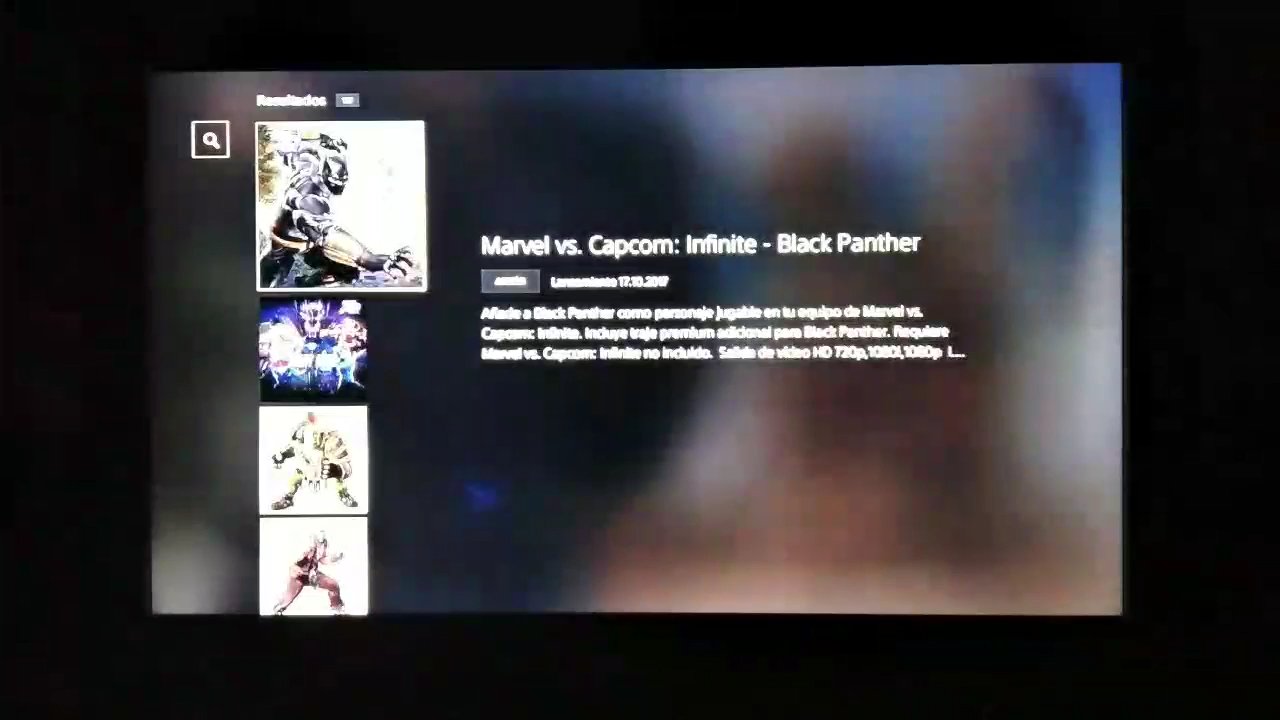 Resultados
Marvel vs. Capcom: Infinite - Black Panther
Lanzamiento 17.10.2017
Añade a Black Panther como personaje jugable en tu equipo de Marvel vs.
Capcom: Infinite. Incluye traje premium adicional para Black Panther. Requiere
Marvel vs. Capcom: Infinite no incluido. Salida de vídeo HD 720p,1080i,1080p L...